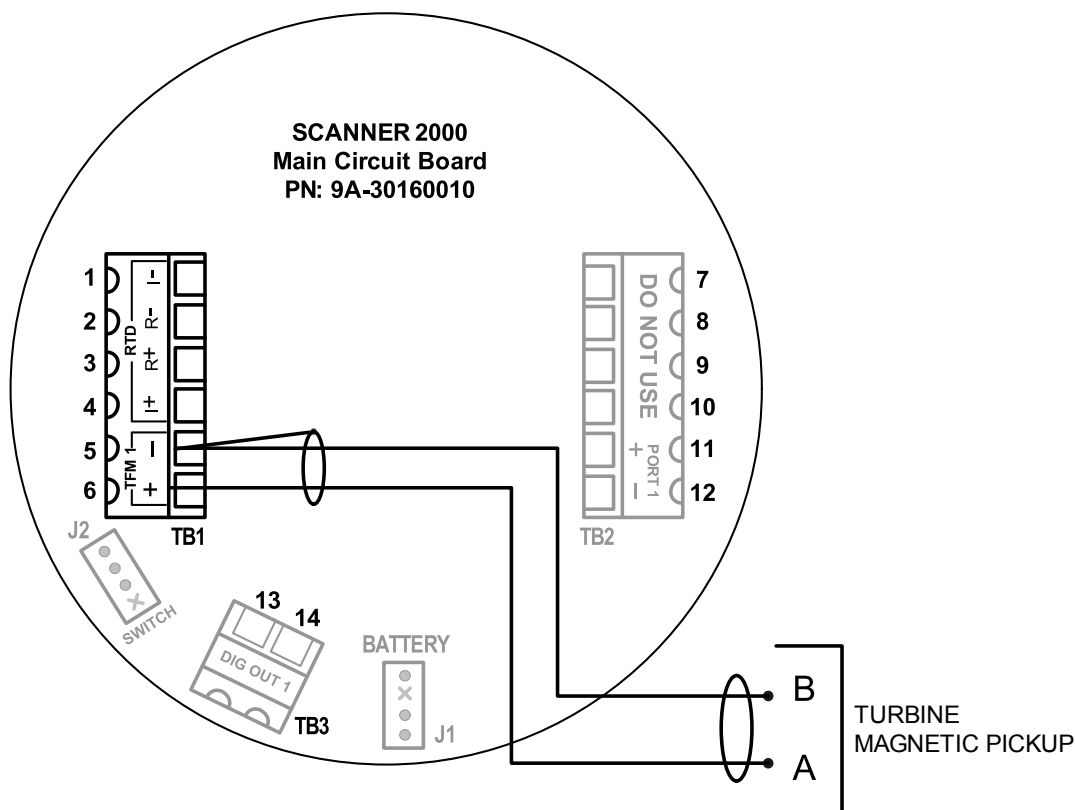 SCANNER 2000
Main Circuit Board
PN: 9A-30160010
1
2
3
4
5
6
I-
R-
R+
I+
RTD
-
+
TFM 1
TB1
DO NOT USE
+
-
PORT 1
7
8
9
10
11
12
TB2
J2
SWITCH
13
14
DIG OUT 1
TB3
BATTERY
J1
B
A
TURBINE
MAGNETIC PICKUP